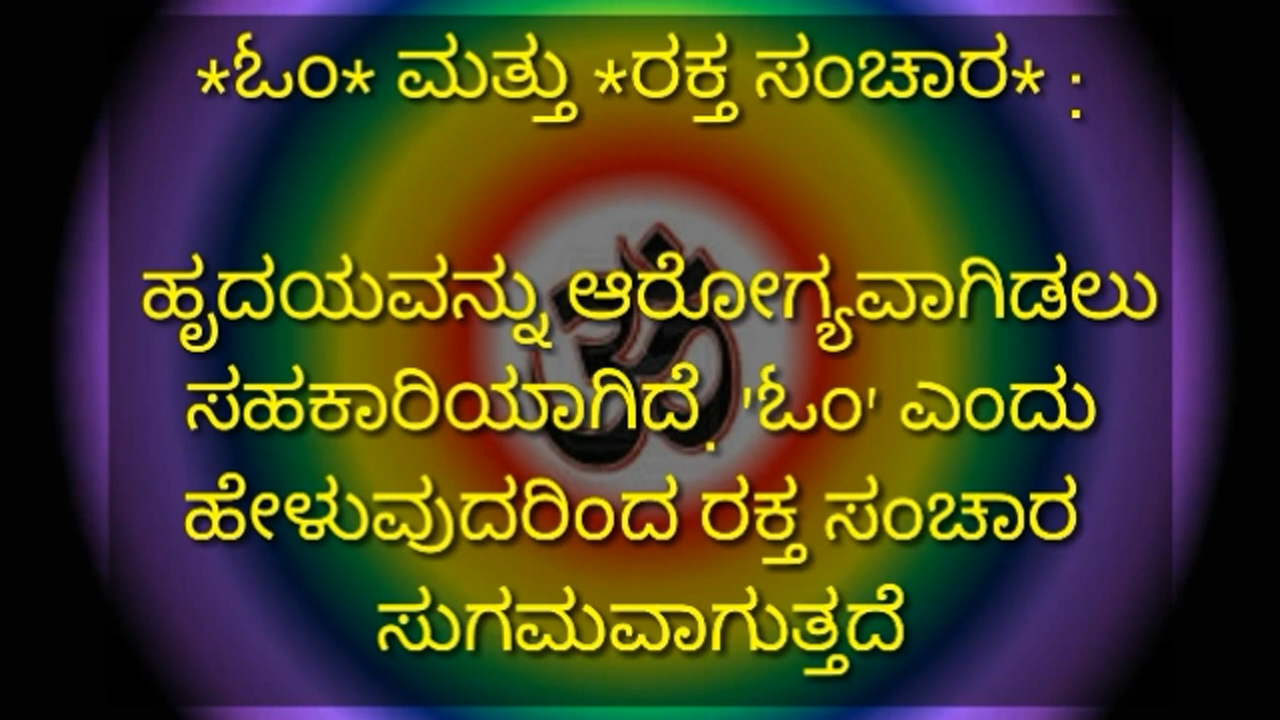 *ಓಂ* ಮತ್ತು *ರಕ್ತ ಸಂಚಾರ* :
ಹೃದಯವನ್ನು ಆರೋಗ್ಯವಾಗಿಡಲು
ಸಹಕಾರಿಯಾಗಿದೆ. 'ಓಂ' ಎಂದು
ಹೇಳುವುದರಿಂದ ರಕ್ತ ಸಂಚಾರ
ಸುಗಮವಾಗುತ್ತದೆ